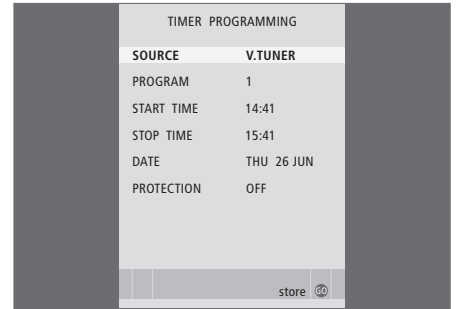 TIMER PROGRAMMING
SOURCE V.TUNER
PROGRAM 1
START TIME 14:41
STOP TIME 15:41
DATE THU 26 JUN
PROTECTION OFF
store GO